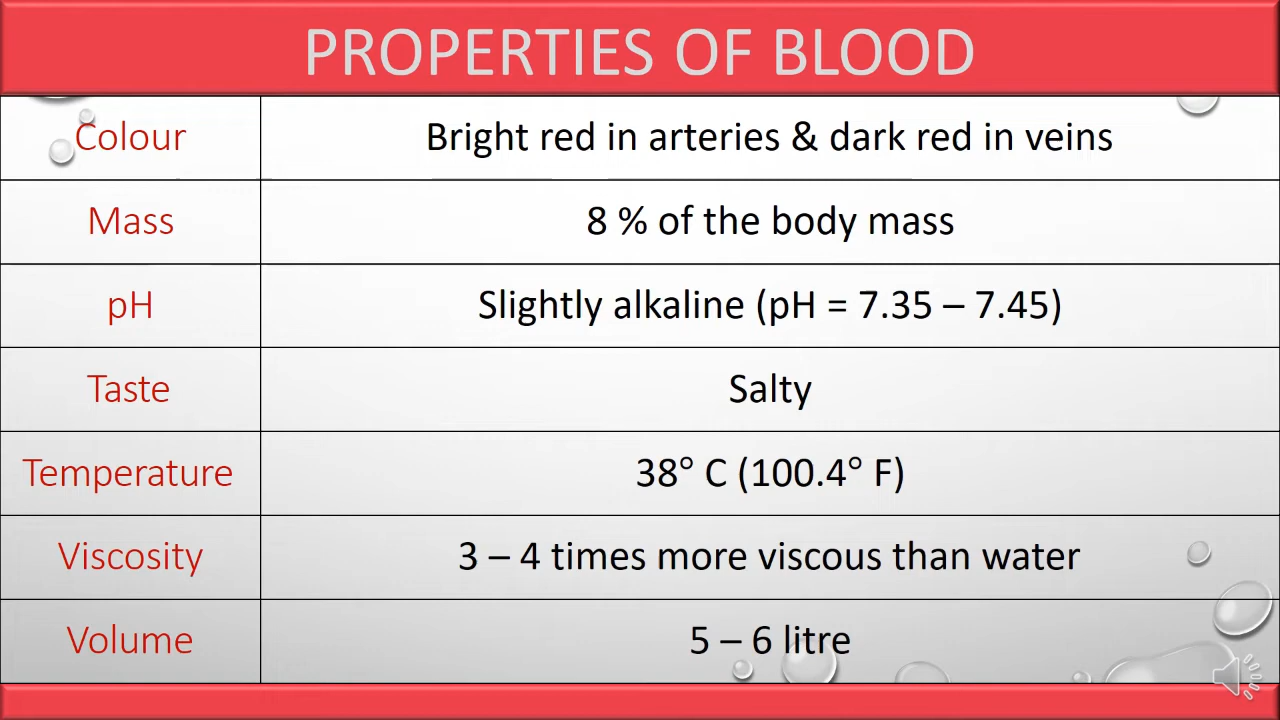 PROPERTIES OF BLOOD
Colour Bright red in arteries & dark red in veins
Mass 8 % of the body mass
pH Slightly alkaline (pH = 7.35 – 7.45)
Taste Salty
Temperature 38° C (100.4° F)
Viscosity 3 – 4 times more viscous than water
Volume 5 – 6 litre